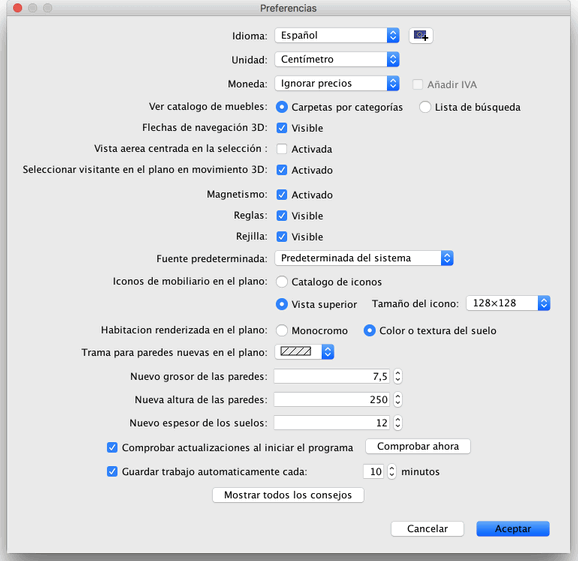 Preferencias
Idioma: Español
Unidad: Centímetro
Moneda: Ignorar precios Añadir IVA
Ver catalogo de muebles: Carpetas por categorías Lista de búsqueda
Flechas de navegación 3D: Visible
Vista aerea centrada en la selección : Activada
Seleccionar visitante en el plano en movimiento 3D: Activado
Magnetismo: Activado
Reglas: Visible
Rejilla: Visible
Fuente predeterminada: Predeterminada del sistema
Iconos de mobiliario en el plano: Catalogo de iconos
Vista superior Tamaño del icono: 128×128
Habitacion renderizada en el plano: Monocromo Color o textura del suelo
Trama para paredes nuevas en el plano:
Nuevo grosor de las paredes: 7,5
Nueva altura de las paredes: 250
Nuevo espesor de los suelos: 12
Comprobar actualizaciones al iniciar el programa Comprobar ahora
Guardar trabajo automaticamente cada: 10 minutos
Mostrar todos los consejos
Cancelar Aceptar